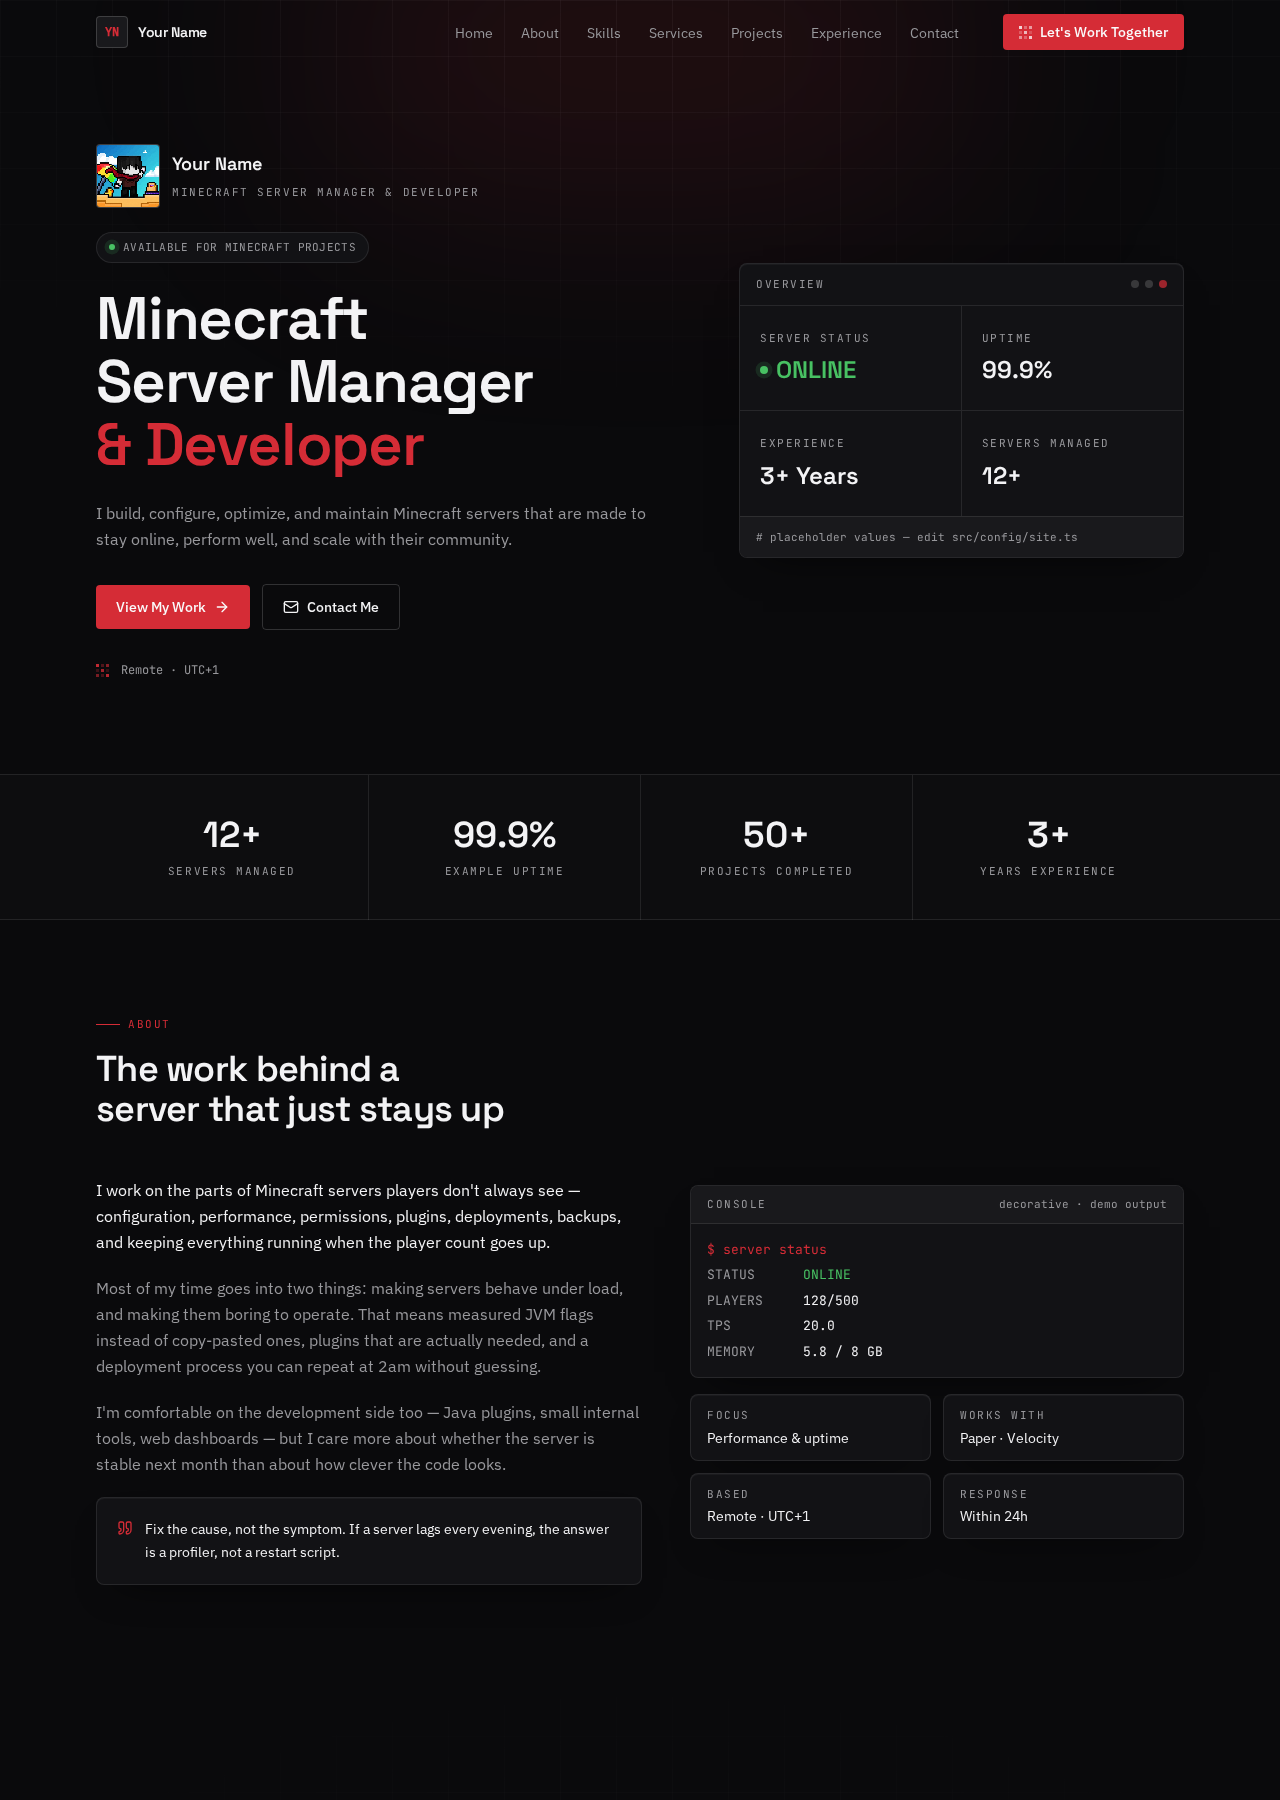 YN Your Name Home About Skills Services Projects Experience Contact Let's Work Together
Your Name
MINECRAFT SERVER MANAGER & DEVELOPER
AVAILABLE FOR MINECRAFT PROJECTS
Minecraft
Server Manager
& Developer
I build, configure, optimize, and maintain Minecraft servers that are made to
stay online, perform well, and scale with their community.
View My Work
Contact Me
Remote · UTC+1
OVERVIEW
SERVER STATUS
ONLINE
UPTIME
99.9%
EXPERIENCE
3+ Years
SERVERS MANAGED
12+
# placeholder values — edit src/config/site.ts
12+
SERVERS MANAGED
99.9%
EXAMPLE UPTIME
50+
PROJECTS COMPLETED
3+
YEARS EXPERIENCE
ABOUT
The work behind a
server that just stays up
I work on the parts of Minecraft servers players don't always see —
configuration, performance, permissions, plugins, deployments, backups,
and keeping everything running when the player count goes up.
Most of my time goes into two things: making servers behave under load,
and making them boring to operate. That means measured JVM flags
instead of copy-pasted ones, plugins that are actually needed, and a
deployment process you can repeat at 2am without guessing.
I'm comfortable on the development side too — Java plugins, small internal
tools, web dashboards — but I care more about whether the server is
stable next month than about how clever the code looks.
Fix the cause, not the symptom. If a server lags every evening, the answer
is a profiler, not a restart script.
CONSOLE decorative · demo output
$ server status
STATUS ONLINE
PLAYERS 128/500
TPS 20.0
MEMORY 5.8 / 8 GB
FOCUS
Performance & uptime
WORKS WITH
Paper · Velocity
BASED
Remote · UTC+1
RESPONSE
Within 24h